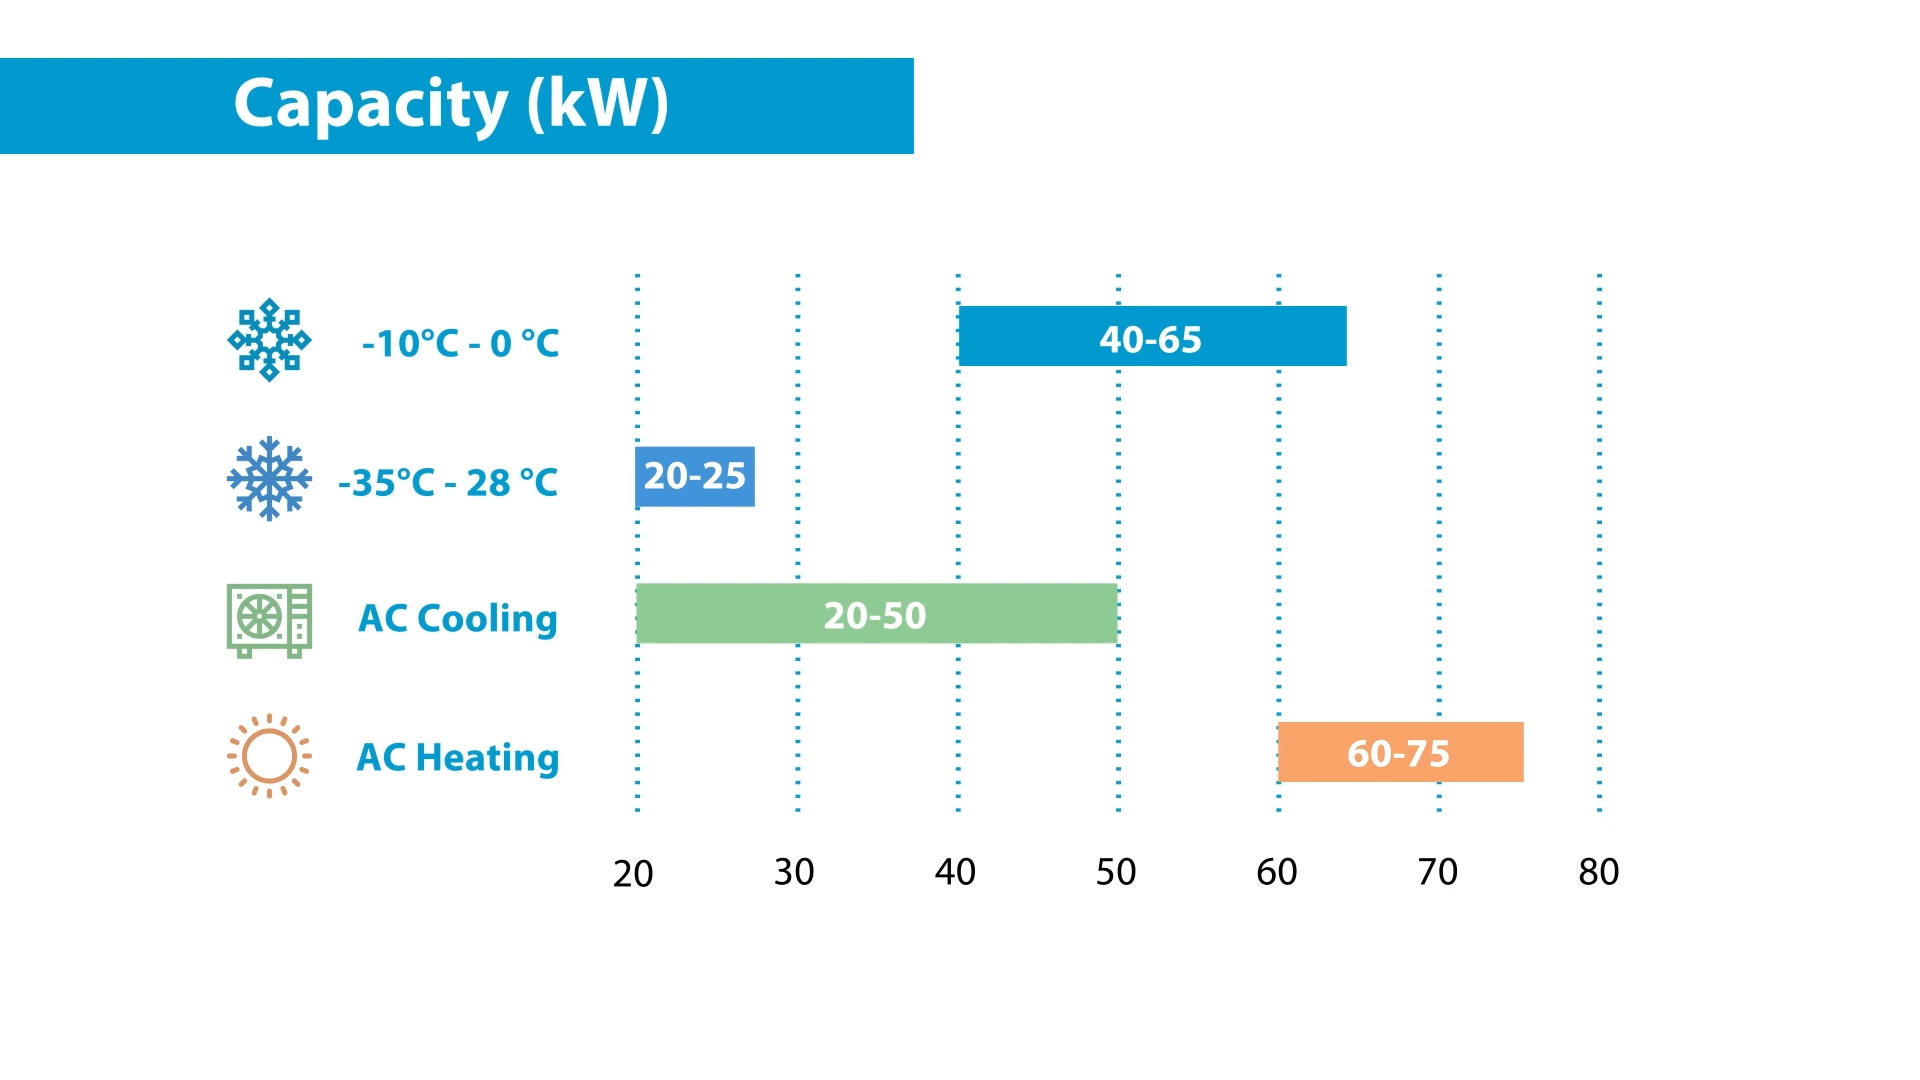 Capacity (kW)
-10°C - 0 °C
40-65
-35°C - 28 °C
20-25
AC Cooling
20-50
AC Heating
60-75
20 30 40 50 60 70 80